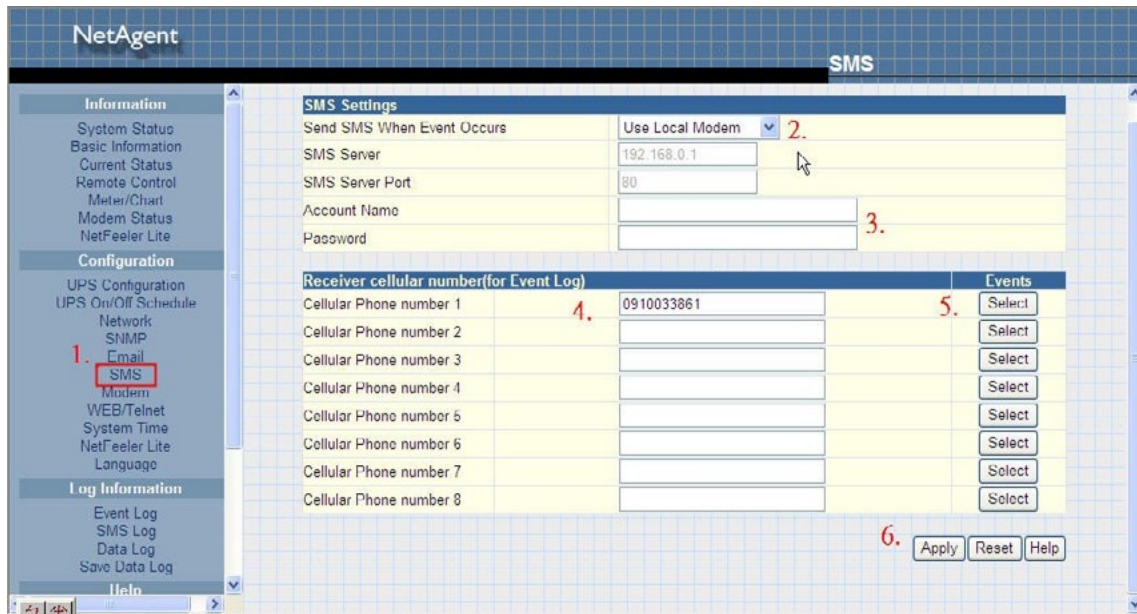 NetAgent
SMS
Information
System Status
Basic Information
Current Status
Remote Control
Meter/Chart
Modem Status
NetFeeler Lite
Configuration
UPS Configuration
UPS On/Off Schedule
Network
SNMP
1. Email
SMS
Modem
WEB/Telnet
System Time
NetFeeler Lite
Language
Log Information
Event Log
SMS Log
Data Log
Save Data Log
Help
SMS Settings
Send SMS When Event Occurs Use Local Modem 2.
SMS Server 192.168.0.1
SMS Server Port 80
Account Name
3.
Password
Receiver cellular number(for Event Log) Events
Cellular Phone number 1 4. 0910033861 5. Select
Cellular Phone number 2 Select
Cellular Phone number 3 Select
Cellular Phone number 4 Select
Cellular Phone number 5 Select
Cellular Phone number 6 Select
Cellular Phone number 7 Select
Cellular Phone number 8 Select
6. Apply Reset Help